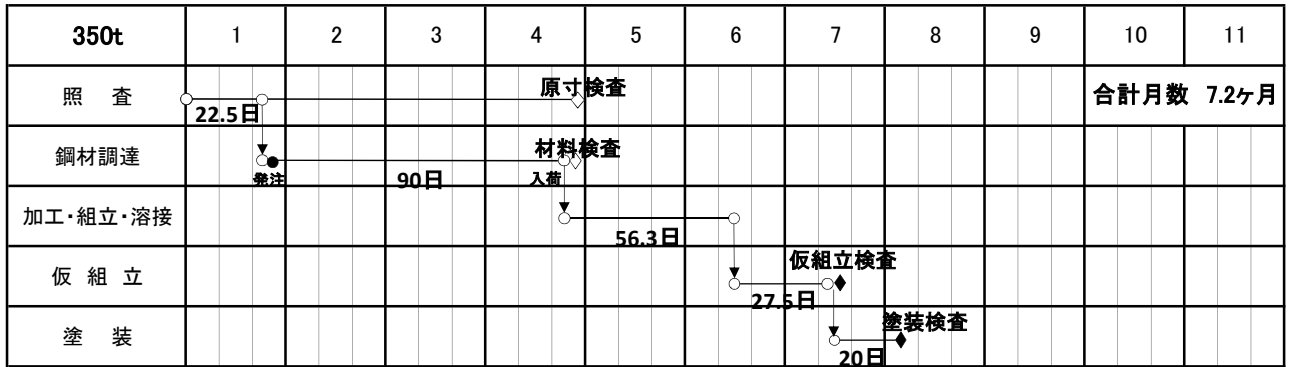 350t 1 2 3 4 5 6 7 8 9 10 11
照 査 22.5日 原寸検査 合計月数 7.2ヶ月
鋼材調達 発注 90日 入荷 材料検査
加工・組立・溶接 56.3日
仮 組 立 27.5日 仮組立検査
塗 装 20日 塗装検査